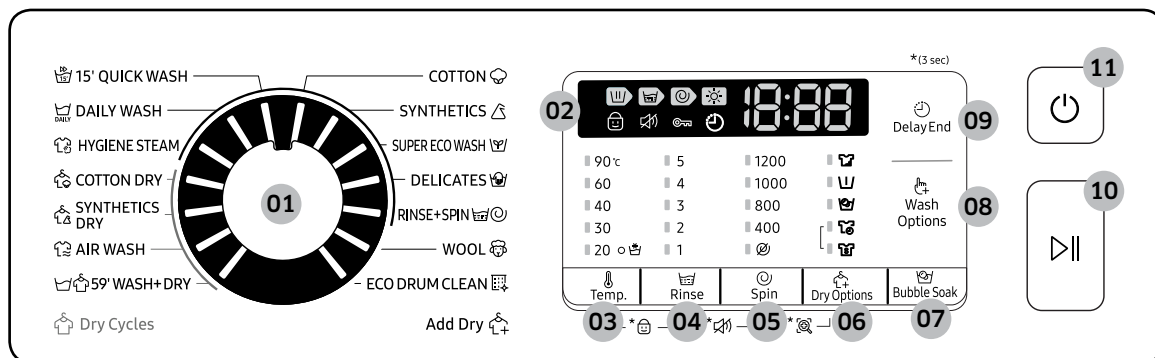 15' QUICK WASH
DAILY WASH
DAILY
HYGIENE STEAM
COTTON DRY
SYNTHETICS
DRY
AIR WASH
59' WASH+DRY
Dry Cycles
01
COTTON
SYNTHETICS
SUPER ECO WASH
DELICATES
RINSE+SPIN
WOOL
ECO DRUM CLEAN
Add Dry
*(3 sec)
02
18:88
90℃ 5 1200
60 4 1000
40 3 800
30 2 400
20 1
Temp. Rinse Spin Dry Options Bubble Soak
03 * 04 * 05 * 06 07
Delay End 09
Wash
Options
08
11
10